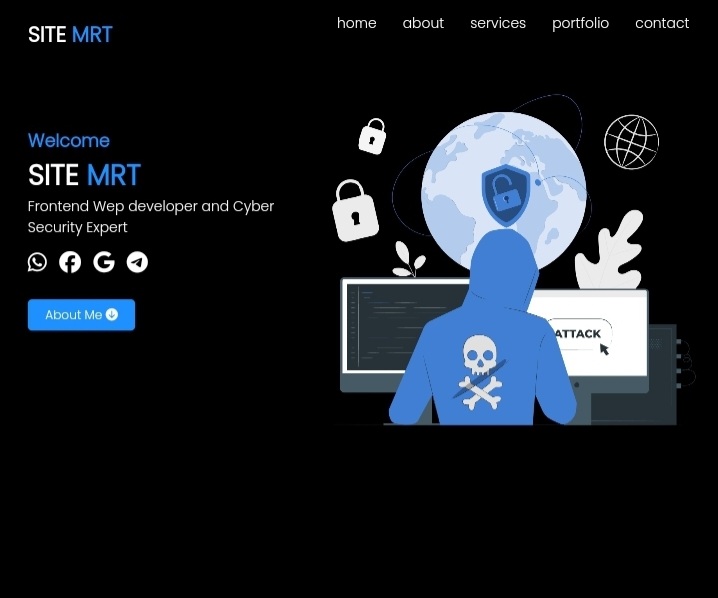 SITE MRT
home about services portfolio contact
Welcome
SITE MRT
Frontend Wep developer and Cyber
Security Expert
About Me
ATTACK